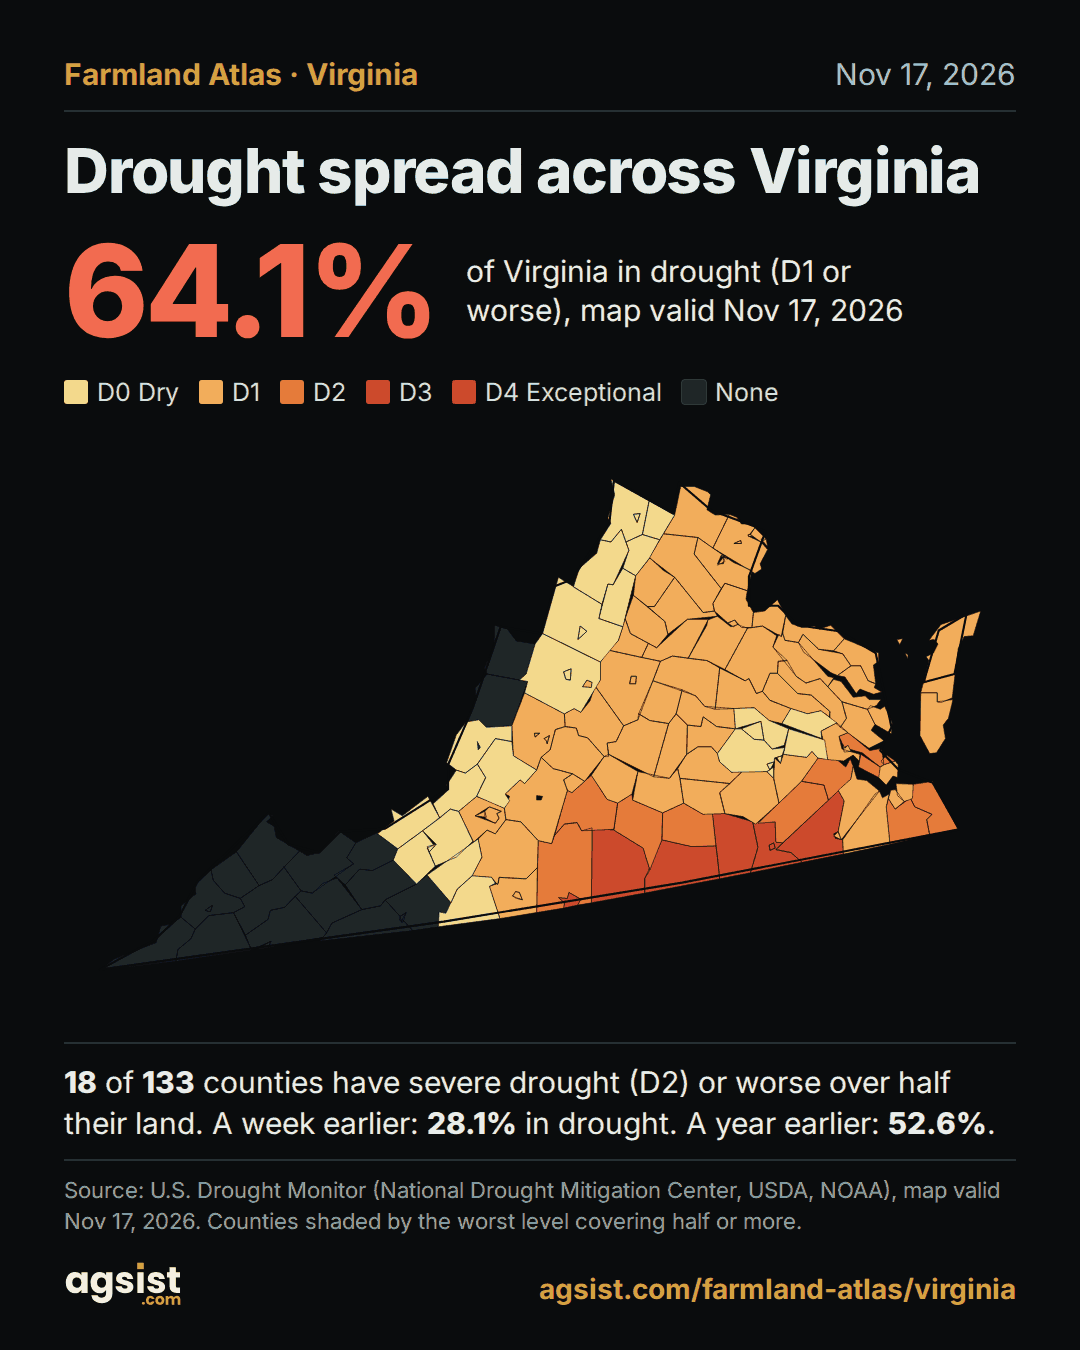 Farmland Atlas · Virginia
Nov 17, 2026
Drought spread across Virginia
64.1%
of Virginia in drought (D1 or
worse), map valid Nov 17, 2026
D0 Dry D1 D2 D3 D4 Exceptional None
18 of 133 counties have severe drought (D2) or worse over half
their land. A week earlier: 28.1% in drought. A year earlier: 52.6%.
Source: U.S. Drought Monitor (National Drought Mitigation Center, USDA, NOAA), map valid
Nov 17, 2026. Counties shaded by the worst level covering half or more.
agsist
.com
agsist.com/farmland-atlas/virginia